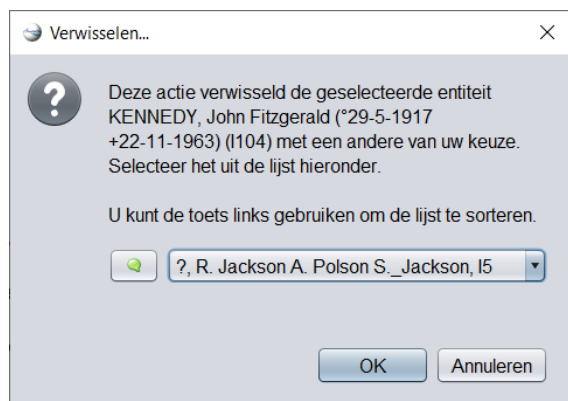 Verwisselen...
Deze actie verwisseld de geselecteerde entiteit
KENNEDY, John Fitzgerald (°29-5-1917
+22-11-1963) (I104) met een andere van uw keuze.
Selecteer het uit de lijst hieronder.
U kunt de toets links gebruiken om de lijst te sorteren.
?, R. Jackson A. Polson S._Jackson, I5
OK
Annuleren